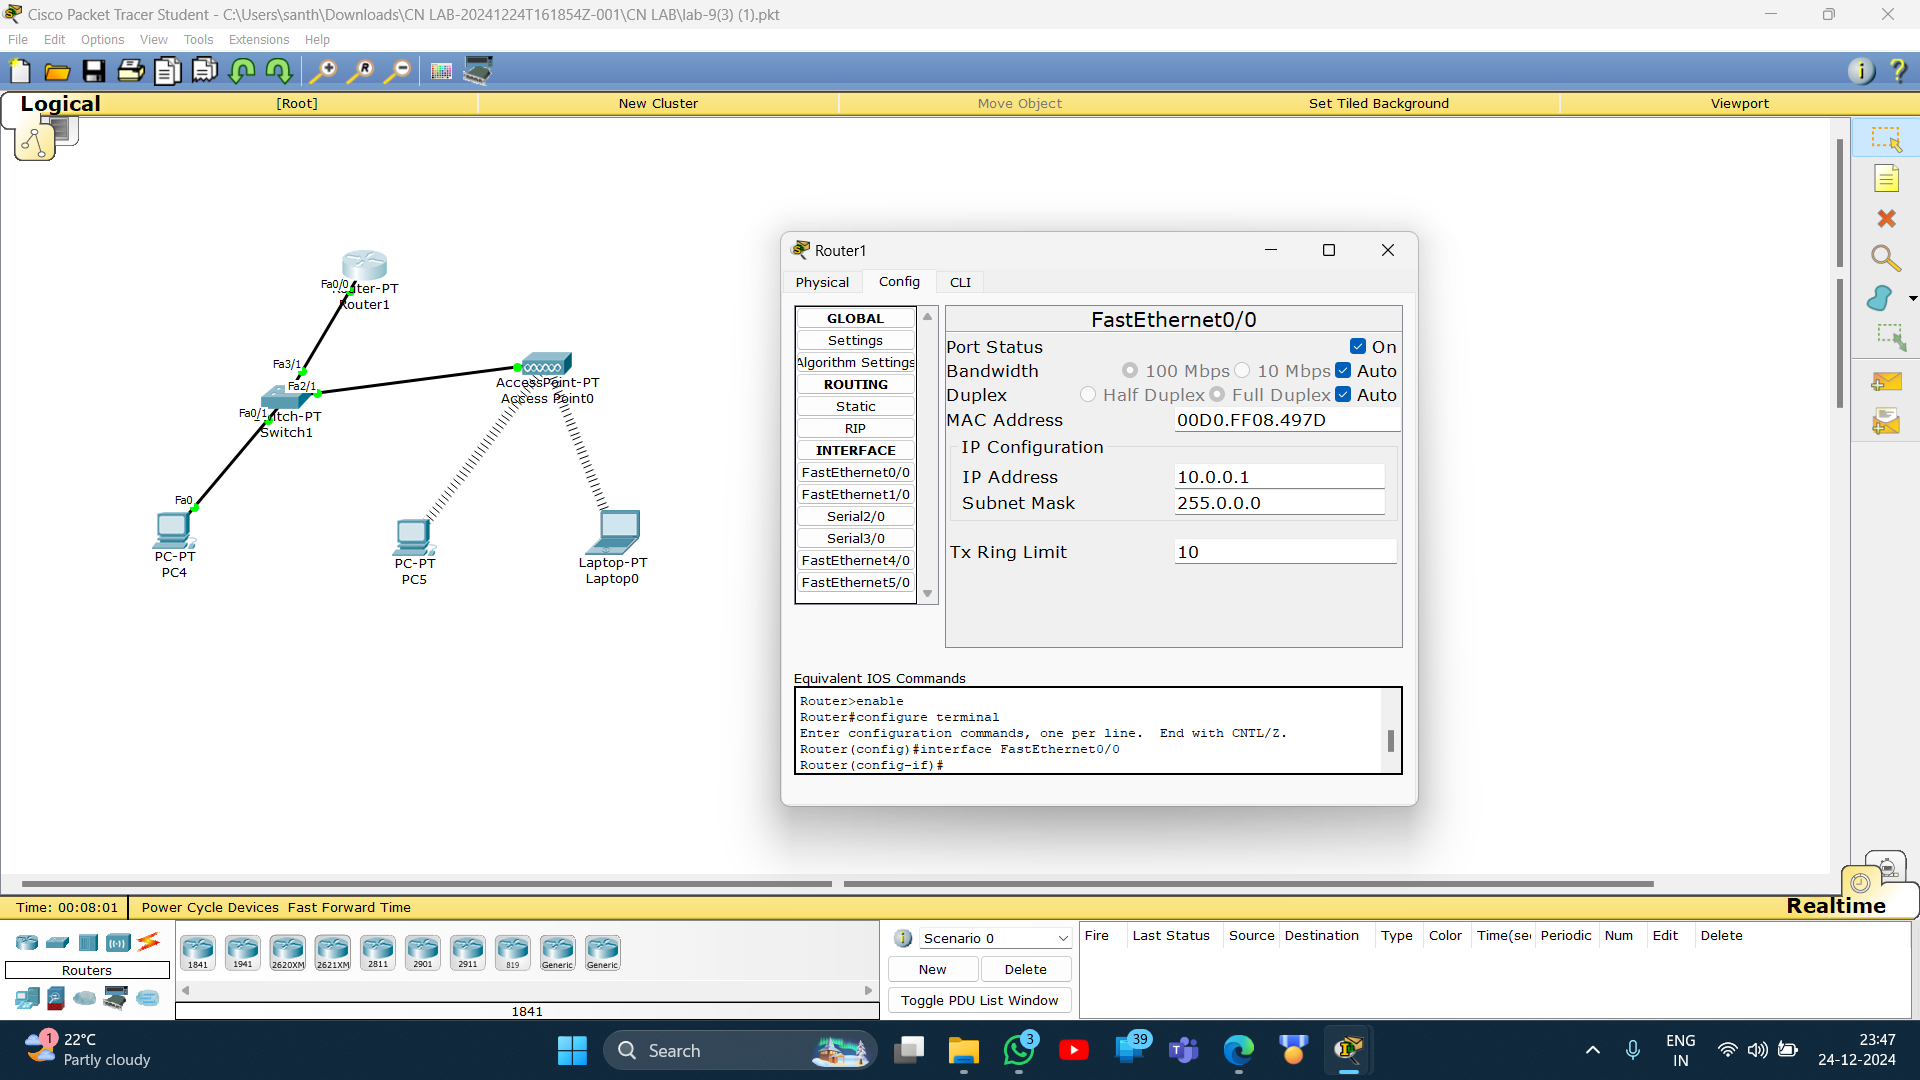 Cisco Packet Tracer Student - C:\Users\santh\Downloads\CN LAB-20241224T161854Z-001\CN LAB\lab-9(3) (1).pkt
File Edit Options View Tools Extensions Help
Logical [Root] New Cluster Move Object Set Tiled Background Viewport
Fa0/0
Router1
Fa3/1
Fa2/1
Fa0/1
Switch1
AccessPoint-PT
Access Point0
Fa0
PC-PT
PC4
PC-PT
PC5
Laptop-PT
Laptop0
Router1
Physical Config CLI
GLOBAL
Settings
Algorithm Settings
ROUTING
Static
RIP
INTERFACE
FastEthernet0/0
FastEthernet1/0
Serial2/0
Serial3/0
FastEthernet4/0
FastEthernet5/0
FastEthernet0/0
Port Status On
Bandwidth 100 Mbps 10 Mbps Auto
Duplex Half Duplex Full Duplex Auto
MAC Address 00D0.FF08.497D
IP Configuration
IP Address 10.0.0.1
Subnet Mask 255.0.0.0
Tx Ring Limit 10
Equivalent IOS Commands
Router>enable
Router#configure terminal
Enter configuration commands, one per line.  End with CNTL/Z.
Router(config)#interface FastEthernet0/0
Router(config-if)#
Time: 00:08:01 Power Cycle Devices Fast Forward Time
Realtime
Routers
1841 1941 2620XM 2621XM 2811 2901 2911 819 Generic Generic
1841
Scenario 0
New Delete
Toggle PDU List Window
Fire Last Status Source Destination Type Color Time(sec Periodic Num Edit Delete
1
22°C
Partly cloudy
Search
3
39
ENG
IN
23:47
24-12-2024